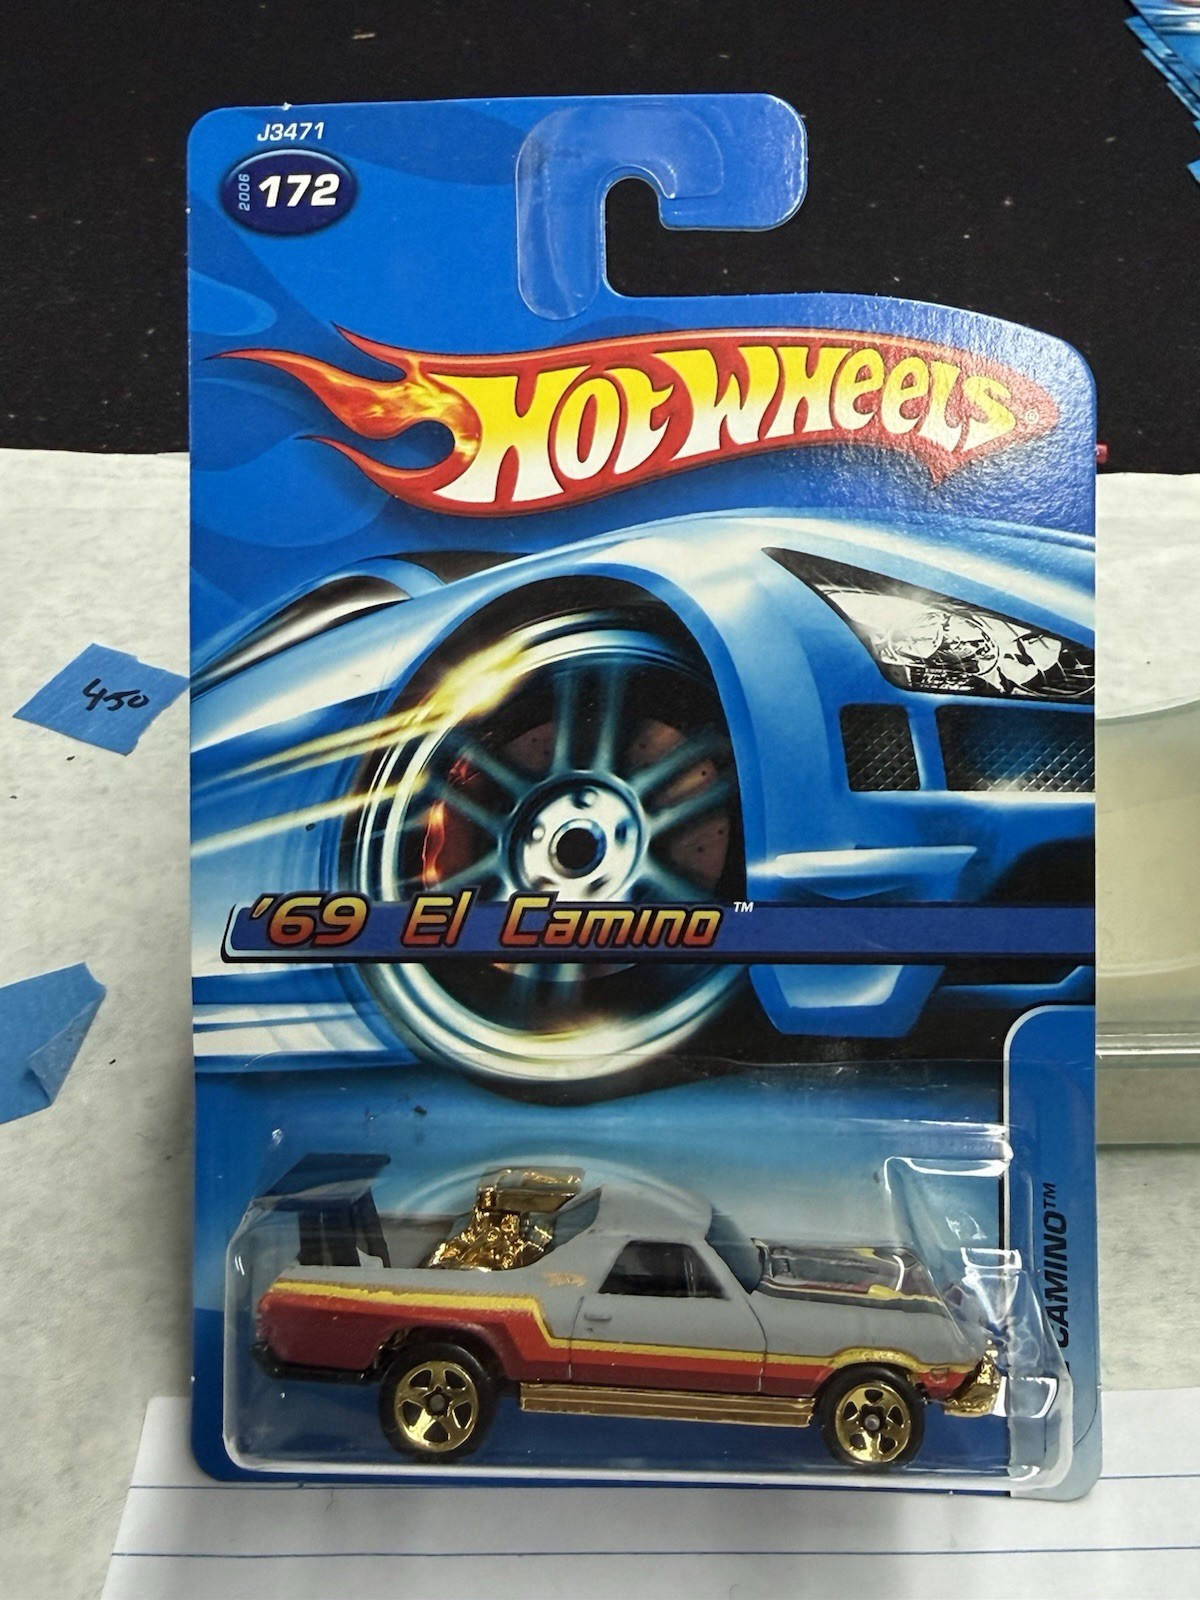 J3471
2006
172
HOT WHEELS®
450
'69 El Camino™
CAMINO™